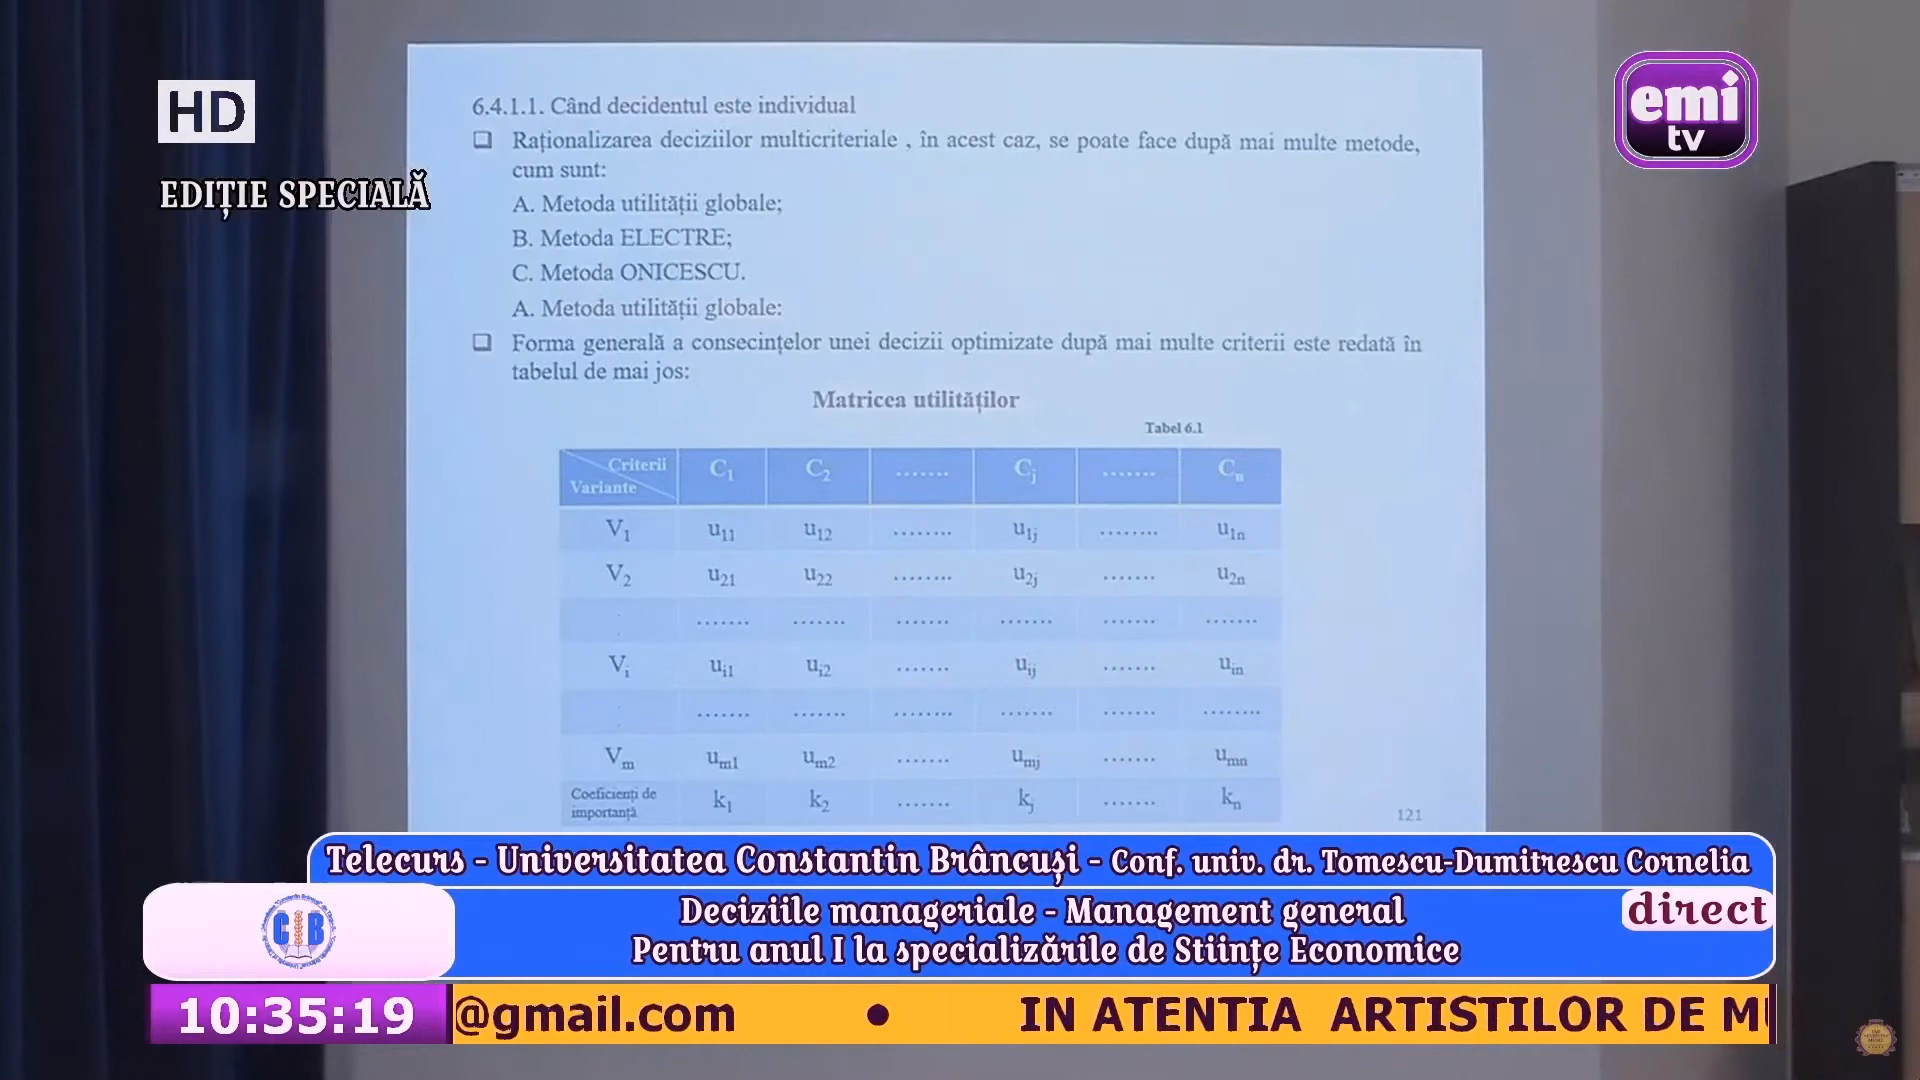 HD
EDIȚIE SPECIALĂ
emi
tv
6.4.1.1. Când decidentul este individual
❑ Raționalizarea deciziilor multicriteriale , în acest caz, se poate face după mai multe metode,
cum sunt:
A. Metoda utilității globale;
B. Metoda ELECTRE;
C. Metoda ONICESCU.
A. Metoda utilității globale:
❑ Forma generală a consecințelor unei decizii optimizate după mai multe criterii este redată în
tabelul de mai jos:
Matricea utilităților
Tabel 6.1
Criterii Variante C₁ C₂ ....... Cⱼ ....... Cₙ
V₁ u₁₁ u₁₂ ........ u₁ⱼ ........ u₁ₙ
V₂ u₂₁ u₂₂ ........ u₂ⱼ ....... u₂ₙ
. ....... ....... ....... ....... ....... .......
Vᵢ uᵢ₁ uᵢ₂ ....... uᵢⱼ ....... uᵢₙ
. ....... ....... ........ ....... ....... ........
Vₘ uₘ₁ uₘ₂ ....... uₘⱼ ....... uₘₙ
Coeficienți de importanță k₁ k₂ ....... kⱼ ....... kₙ
121
Telecurs - Universitatea Constantin Brâncuși - Conf. univ. dr. Tomescu-Dumitrescu Cornelia
Deciziile manageriale - Management general
direct
Pentru anul I la specializările de Stiințe Economice
CIB
10:35:19 @gmail.com • IN ATENTIA ARTISTILOR DE MU